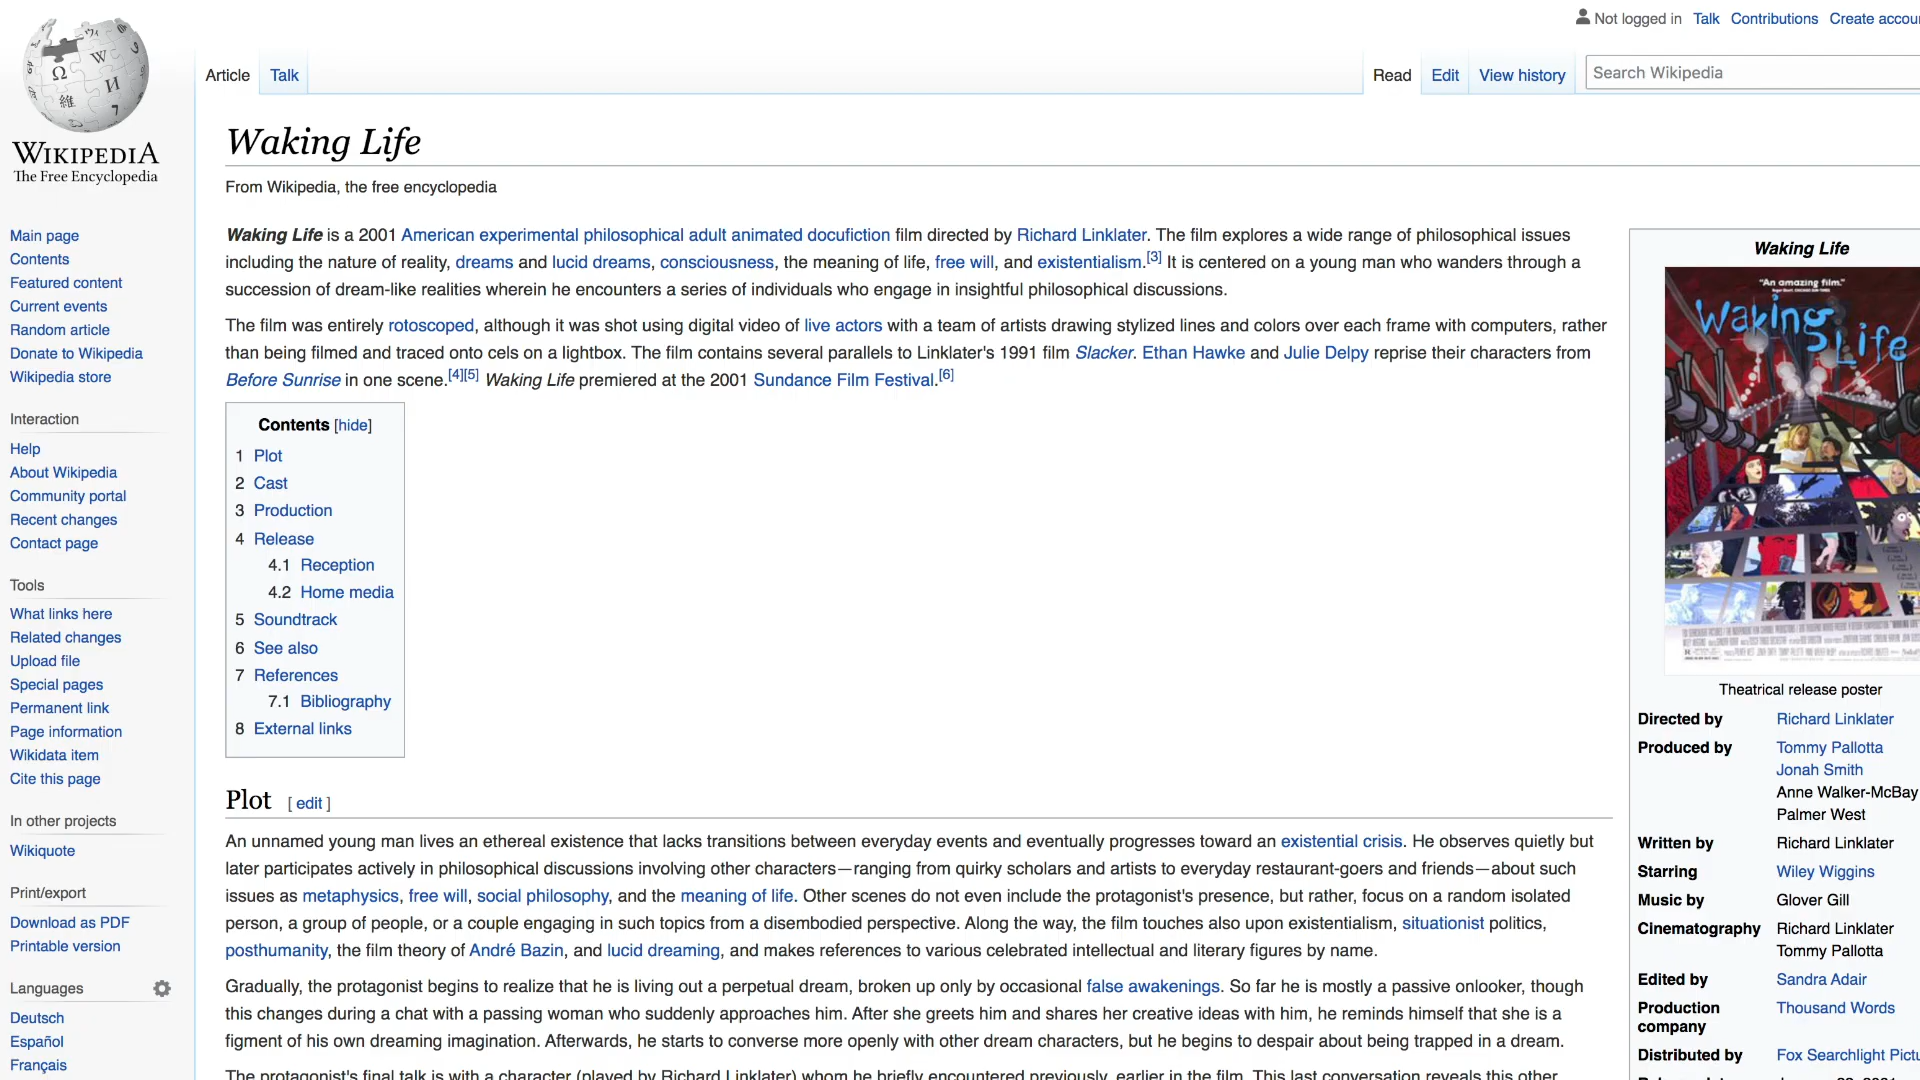 Not logged in Talk Contributions Create accou
Article Talk Read Edit View history Search Wikipedia
WIKIPEDIA
The Free Encyclopedia
Main page
Contents
Featured content
Current events
Random article
Donate to Wikipedia
Wikipedia store
Interaction
Help
About Wikipedia
Community portal
Recent changes
Contact page
Tools
What links here
Related changes
Upload file
Special pages
Permanent link
Page information
Wikidata item
Cite this page
In other projects
Wikiquote
Print/export
Download as PDF
Printable version
Languages
Deutsch
Español
Français
Waking Life
From Wikipedia, the free encyclopedia
Waking Life is a 2001 American experimental philosophical adult animated docufiction film directed by Richard Linklater. The film explores a wide range of philosophical issues
including the nature of reality, dreams and lucid dreams, consciousness, the meaning of life, free will, and existentialism.[3] It is centered on a young man who wanders through a
succession of dream-like realities wherein he encounters a series of individuals who engage in insightful philosophical discussions.
The film was entirely rotoscoped, although it was shot using digital video of live actors with a team of artists drawing stylized lines and colors over each frame with computers, rather
than being filmed and traced onto cels on a lightbox. The film contains several parallels to Linklater's 1991 film Slacker. Ethan Hawke and Julie Delpy reprise their characters from
Before Sunrise in one scene.[4][5] Waking Life premiered at the 2001 Sundance Film Festival.[6]
Contents [hide]
1 Plot
2 Cast
3 Production
4 Release
4.1 Reception
4.2 Home media
5 Soundtrack
6 See also
7 References
7.1 Bibliography
8 External links
Plot [ edit ]
An unnamed young man lives an ethereal existence that lacks transitions between everyday events and eventually progresses toward an existential crisis. He observes quietly but
later participates actively in philosophical discussions involving other characters—ranging from quirky scholars and artists to everyday restaurant-goers and friends—about such
issues as metaphysics, free will, social philosophy, and the meaning of life. Other scenes do not even include the protagonist's presence, but rather, focus on a random isolated
person, a group of people, or a couple engaging in such topics from a disembodied perspective. Along the way, the film touches also upon existentialism, situationist politics,
posthumanity, the film theory of André Bazin, and lucid dreaming, and makes references to various celebrated intellectual and literary figures by name.
Gradually, the protagonist begins to realize that he is living out a perpetual dream, broken up only by occasional false awakenings. So far he is mostly a passive onlooker, though
this changes during a chat with a passing woman who suddenly approaches him. After she greets him and shares her creative ideas with him, he reminds himself that she is a
figment of his own dreaming imagination. Afterwards, he starts to converse more openly with other dream characters, but he begins to despair about being trapped in a dream.
The protagonist's final talk is with a character (played by Richard Linklater) whom he briefly encountered previously, earlier in the film. This last conversation reveals this other
Waking Life
"An amazing film."
Waking
Life
Theatrical release poster
Directed by Richard Linklater
Produced by Tommy Pallotta
Jonah Smith
Anne Walker-McBay
Palmer West
Written by Richard Linklater
Starring Wiley Wiggins
Music by Glover Gill
Cinematography Richard Linklater
Tommy Pallotta
Edited by Sandra Adair
Production Thousand Words
company
Distributed by Fox Searchlight Pictu